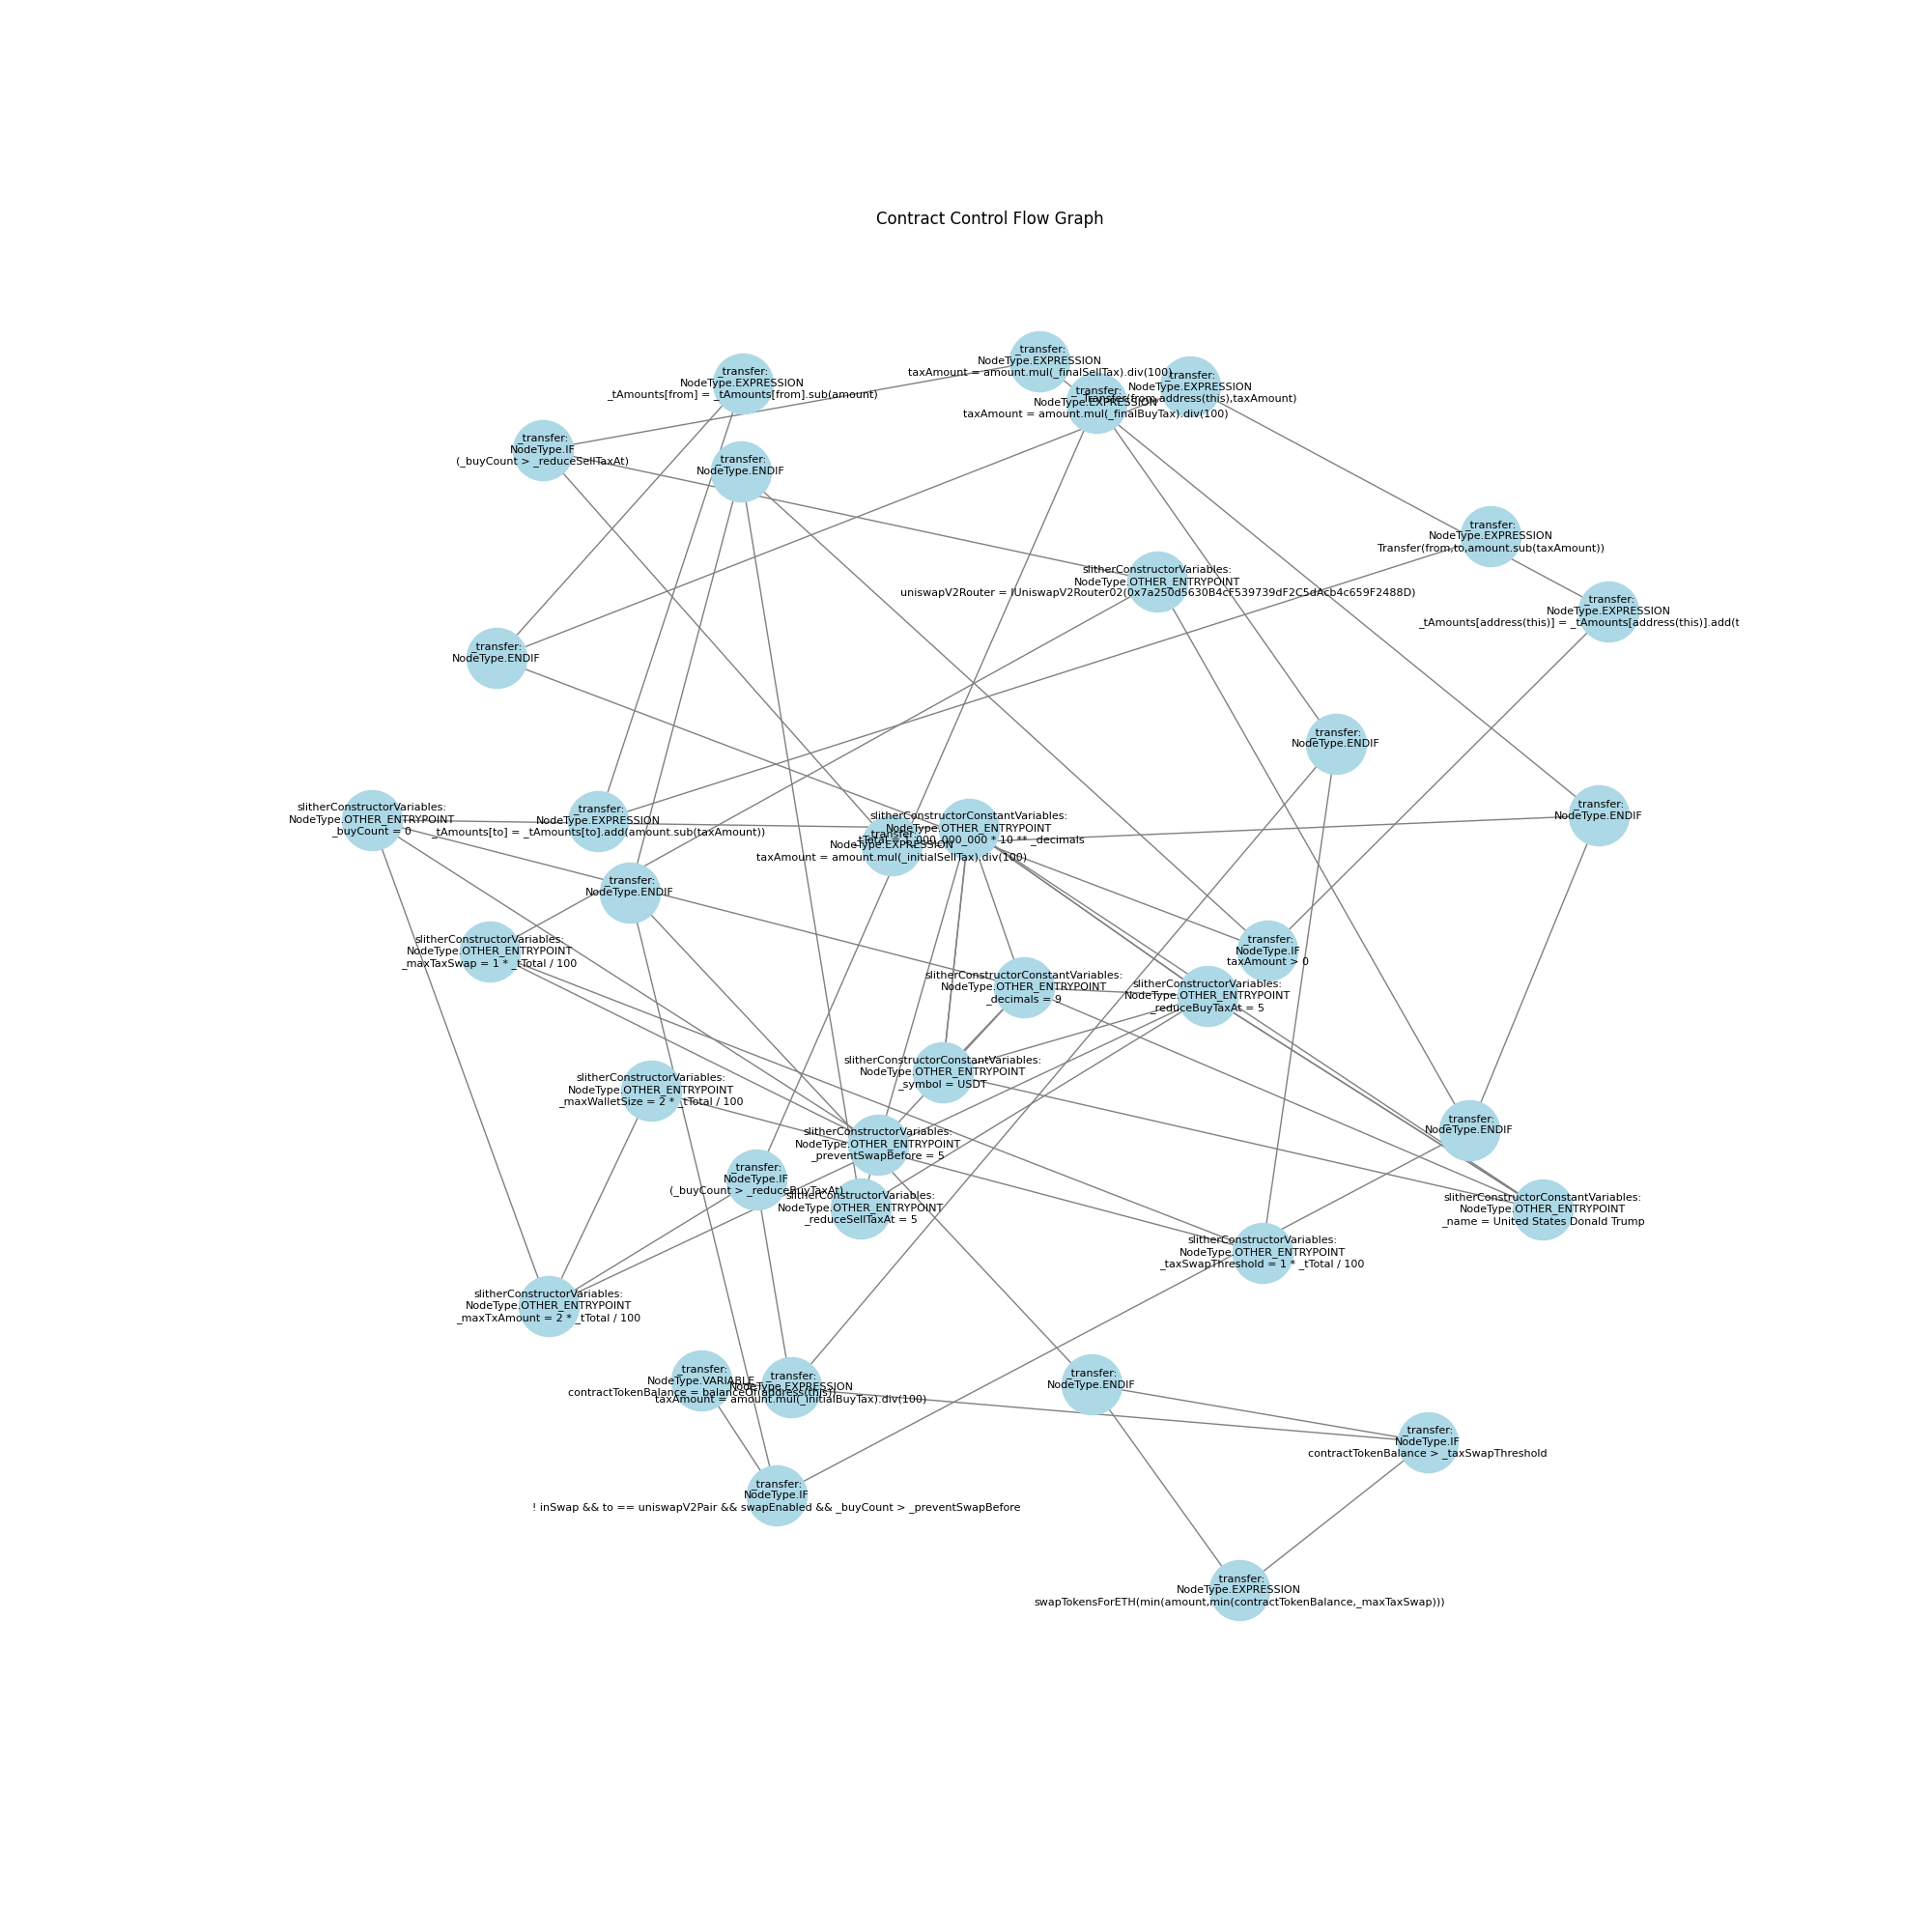 Contract Control Flow Graph
_transfer:
NodeType.EXPRESSION
taxAmount = amount.mul(_finalSellTax).div(100)
_transfer:
NodeType.EXPRESSION
_tAmounts[from] = _tAmounts[from].sub(amount)
_transfer:
NodeType.EXPRESSION
Transfer(from,address(this),taxAmount)
_transfer:
NodeType.EXPRESSION
taxAmount = amount.mul(_finalBuyTax).div(100)
_transfer:
NodeType.IF
(_buyCount > _reduceSellTaxAt)
_transfer:
NodeType.ENDIF
_transfer:
NodeType.EXPRESSION
Transfer(from,to,amount.sub(taxAmount))
slitherConstructorVariables:
NodeType.OTHER_ENTRYPOINT
uniswapV2Router = IUniswapV2Router02(0x7a250d5630B4cF539739dF2C5dAcb4c659F2488D)
_transfer:
NodeType.EXPRESSION
_tAmounts[address(this)] = _tAmounts[address(this)].add(t
_transfer:
NodeType.ENDIF
_transfer:
NodeType.ENDIF
_transfer:
NodeType.ENDIF
slitherConstructorVariables:
NodeType.OTHER_ENTRYPOINT
_buyCount = 0
_transfer:
NodeType.EXPRESSION
_tAmounts[to] = _tAmounts[to].add(amount.sub(taxAmount))
slitherConstructorConstantVariables:
NodeType.OTHER_ENTRYPOINT
_tTotal = 1_000_000_000 * 10 ** _decimals
_transfer:
NodeType.EXPRESSION
taxAmount = amount.mul(_initialSellTax).div(100)
_transfer:
NodeType.ENDIF
slitherConstructorVariables:
NodeType.OTHER_ENTRYPOINT
_maxTaxSwap = 1 * _tTotal / 100
_transfer:
NodeType.IF
taxAmount > 0
slitherConstructorConstantVariables:
NodeType.OTHER_ENTRYPOINT
_decimals = 9
slitherConstructorVariables:
NodeType.OTHER_ENTRYPOINT
_reduceBuyTaxAt = 5
slitherConstructorConstantVariables:
NodeType.OTHER_ENTRYPOINT
_symbol = USDT
slitherConstructorVariables:
NodeType.OTHER_ENTRYPOINT
_maxWalletSize = 2 * _tTotal / 100
_transfer:
NodeType.ENDIF
slitherConstructorVariables:
NodeType.OTHER_ENTRYPOINT
_preventSwapBefore = 5
_transfer:
NodeType.IF
(_buyCount > _reduceBuyTaxAt)
slitherConstructorVariables:
NodeType.OTHER_ENTRYPOINT
_reduceSellTaxAt = 5
slitherConstructorConstantVariables:
NodeType.OTHER_ENTRYPOINT
_name = United States Donald Trump
slitherConstructorVariables:
NodeType.OTHER_ENTRYPOINT
_taxSwapThreshold = 1 * _tTotal / 100
slitherConstructorVariables:
NodeType.OTHER_ENTRYPOINT
_maxTxAmount = 2 * _tTotal / 100
_transfer:
NodeType.VARIABLE
contractTokenBalance = balanceOf(address(this))
_transfer:
NodeType.EXPRESSION
taxAmount = amount.mul(_initialBuyTax).div(100)
_transfer:
NodeType.ENDIF
_transfer:
NodeType.IF
contractTokenBalance > _taxSwapThreshold
_transfer:
NodeType.IF
! inSwap && to == uniswapV2Pair && swapEnabled && _buyCount > _preventSwapBefore
_transfer:
NodeType.EXPRESSION
swapTokensForETH(min(amount,min(contractTokenBalance,_maxTaxSwap)))